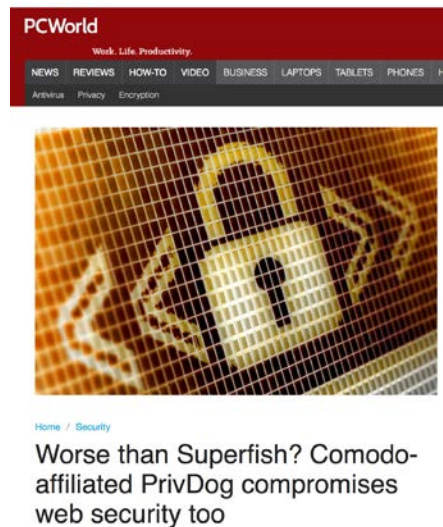 PCWorld
Work. Life. Productivity.
NEWS REVIEWS HOW-TO VIDEO BUSINESS LAPTOPS TABLETS PHONES
Antivirus Privacy Encryption
Home / Security
Worse than Superfish? Comodo-
affiliated PrivDog compromises
web security too